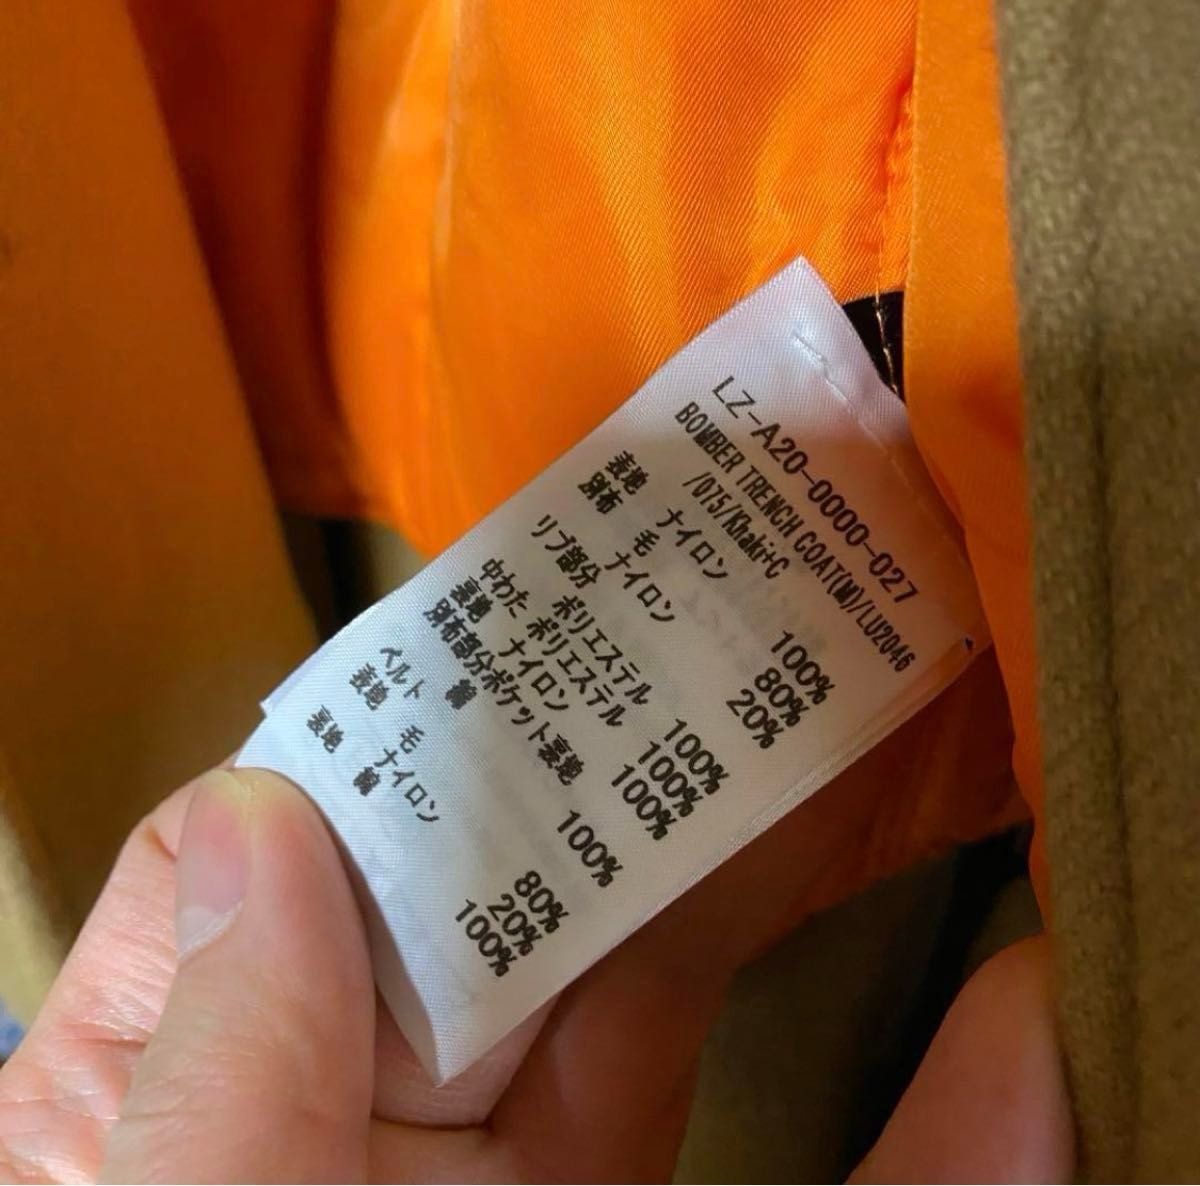 LZ-A20-0000-027
BOMBER TRENCH COAT(M)/LU2046
/075/Khaki+C
表地 ナイロン 100%
別布 毛 80%
ナイロン 20%
リブ部分
ポリエステル 100%
中わた ポリエステル 100%
裏地 ナイロン 100%
別布部分ポケット裏地
綿 100%
ベルト
表地 毛 80%
ナイロン 20%
裏地 綿 100%